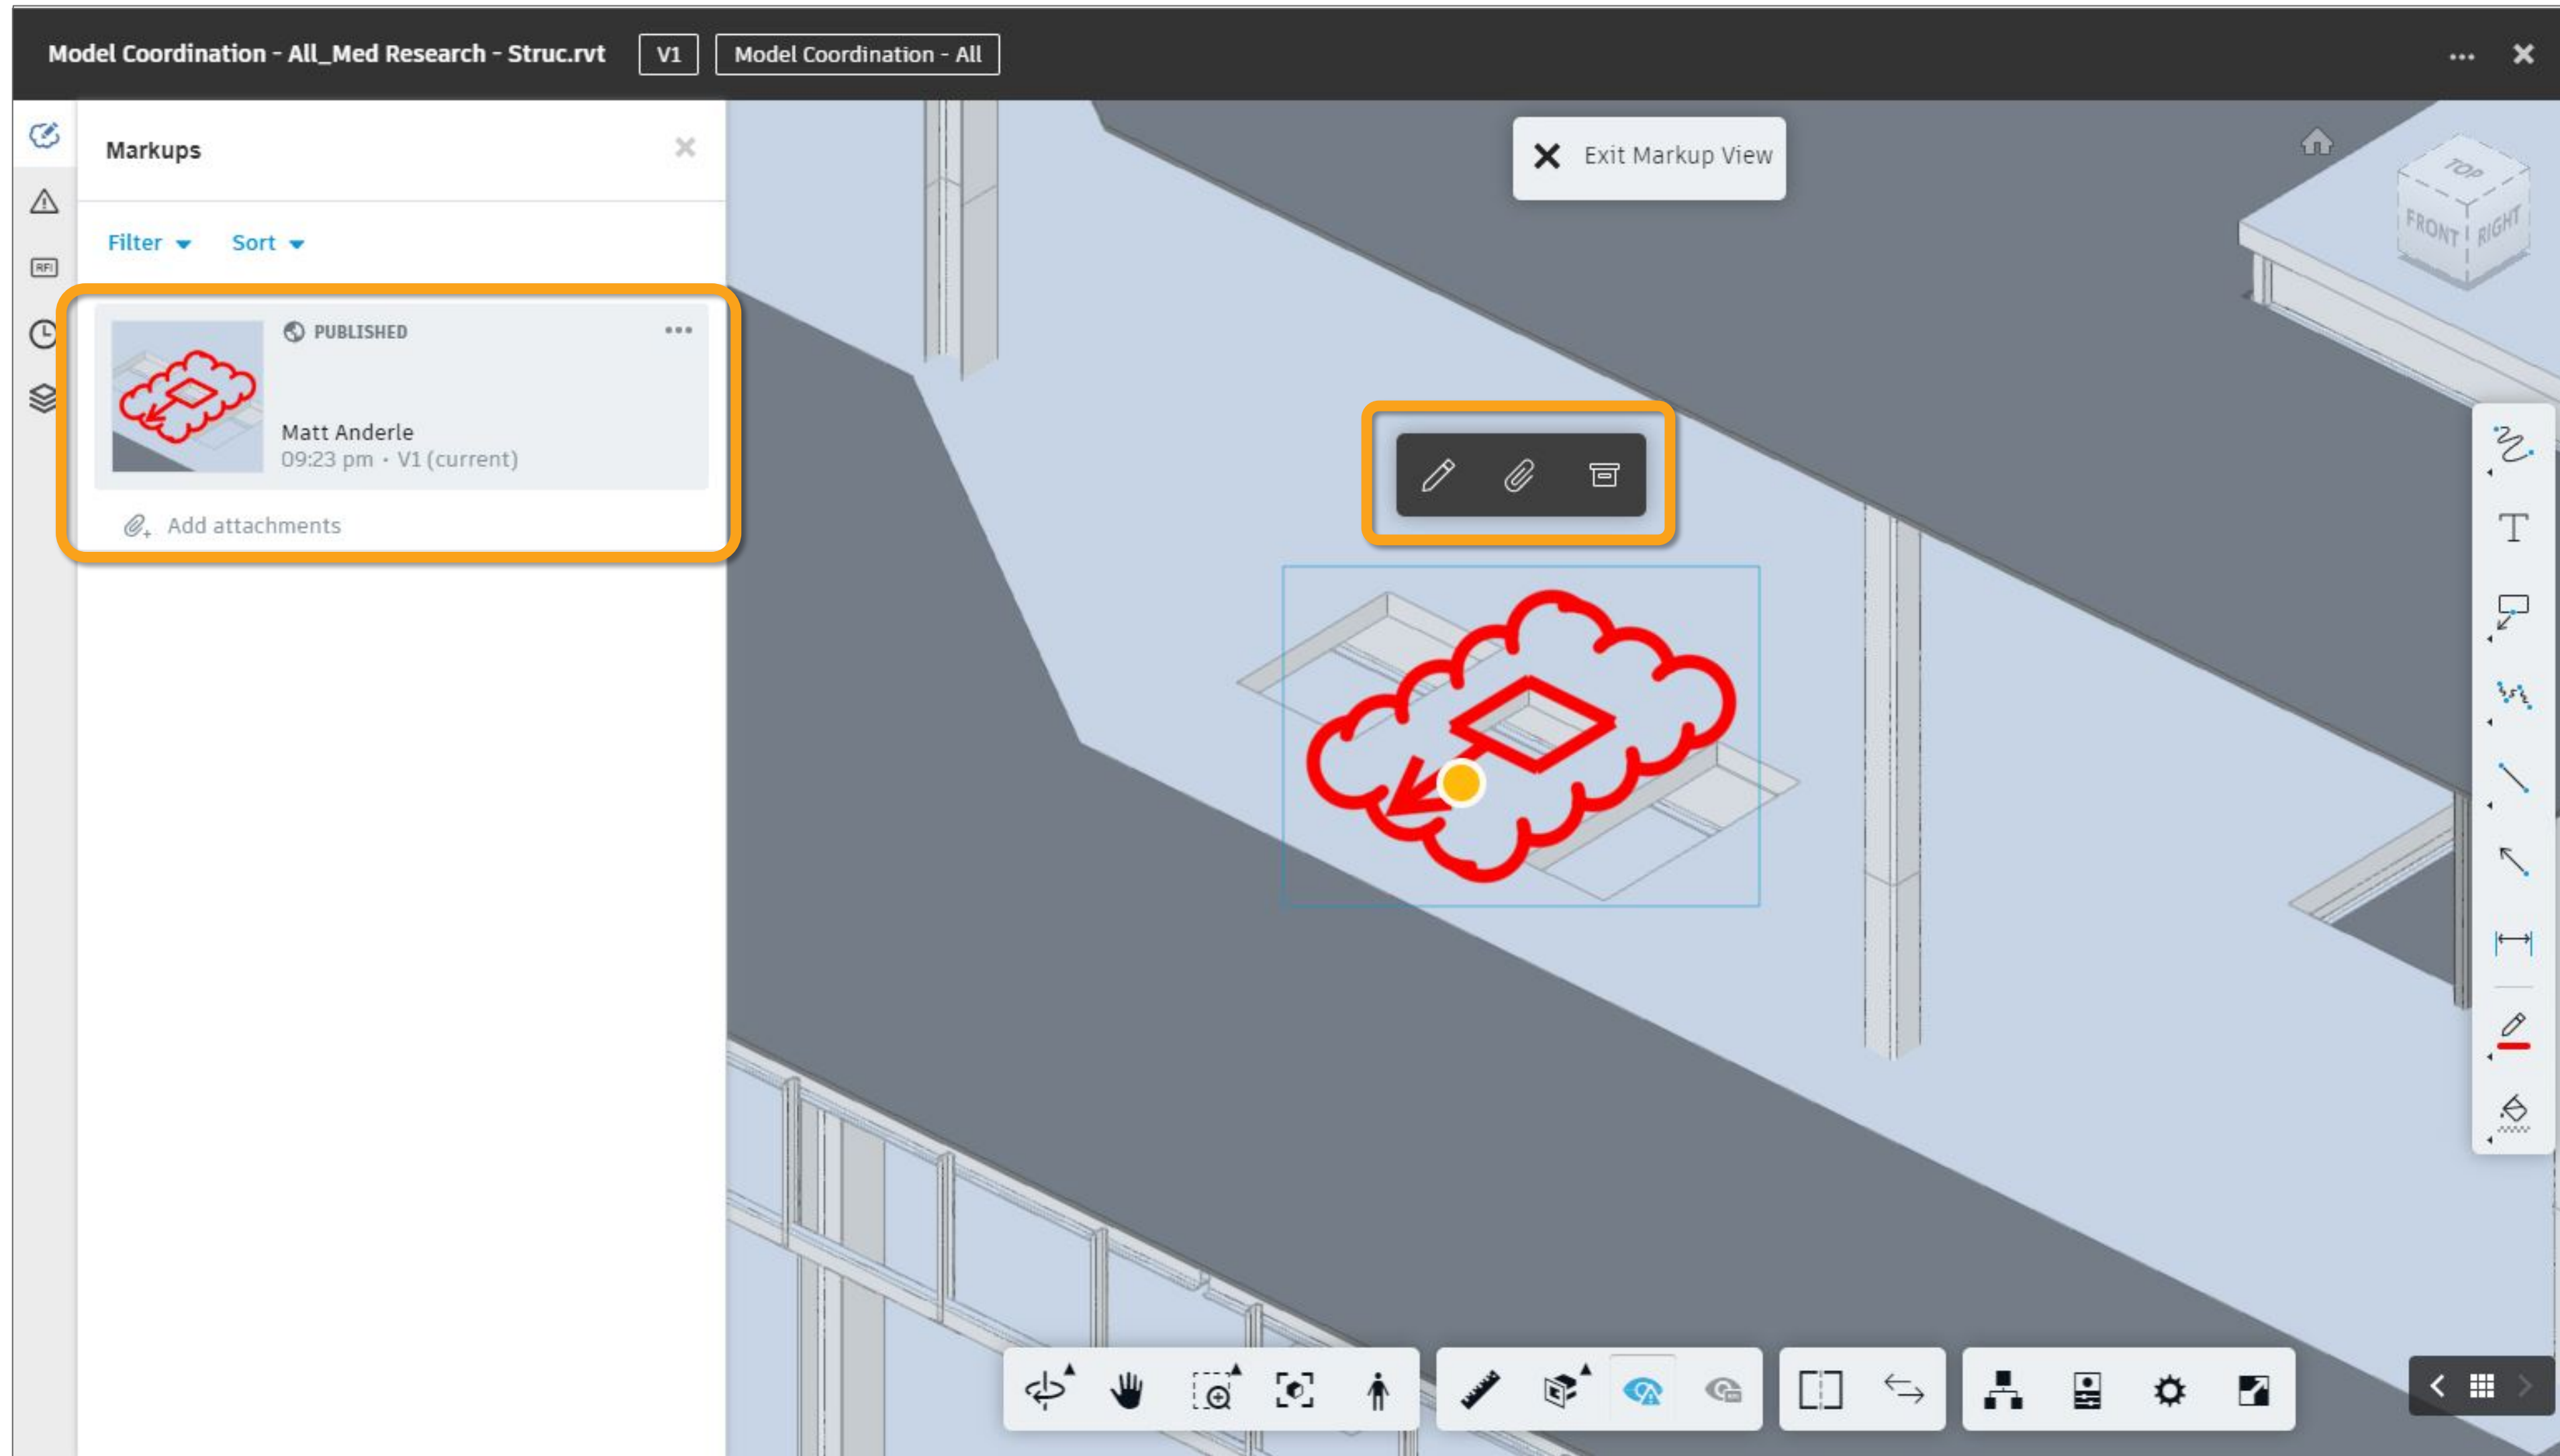 Model Coordination - All_Med Research - Struc.rvt V1 Model Coordination - All
Markups
Exit Markup View
TOP
FRONT RIGHT
Filter Sort
RFI
PUBLISHED
Matt Anderle
09:23 pm · V1 (current)
Add attachments
T